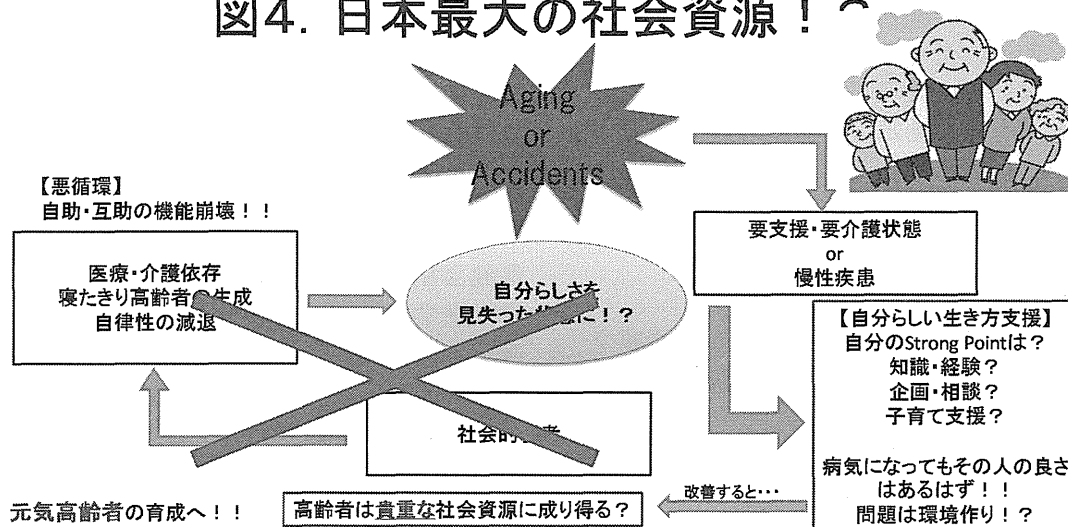 図4. 日本最大の社会資源！？
Aging
or
Accidents
【悪循環】
自助・互助の機能崩壊！！
医療・介護依存
寝たきり高齢者の生成
自律性の減退
自分らしさを
見失った状態に！？
要支援・要介護状態
or
慢性疾患
【自分らしい生き方支援】
自分のStrong Pointは？
知識・経験？
企画・相談？
子育て支援？
病気になってもその人の良さ
はあるはず！！
問題は環境作り！？
社会的
改善すると・・・
高齢者は貴重な社会資源に成り得る？
元気高齢者の育成へ！！